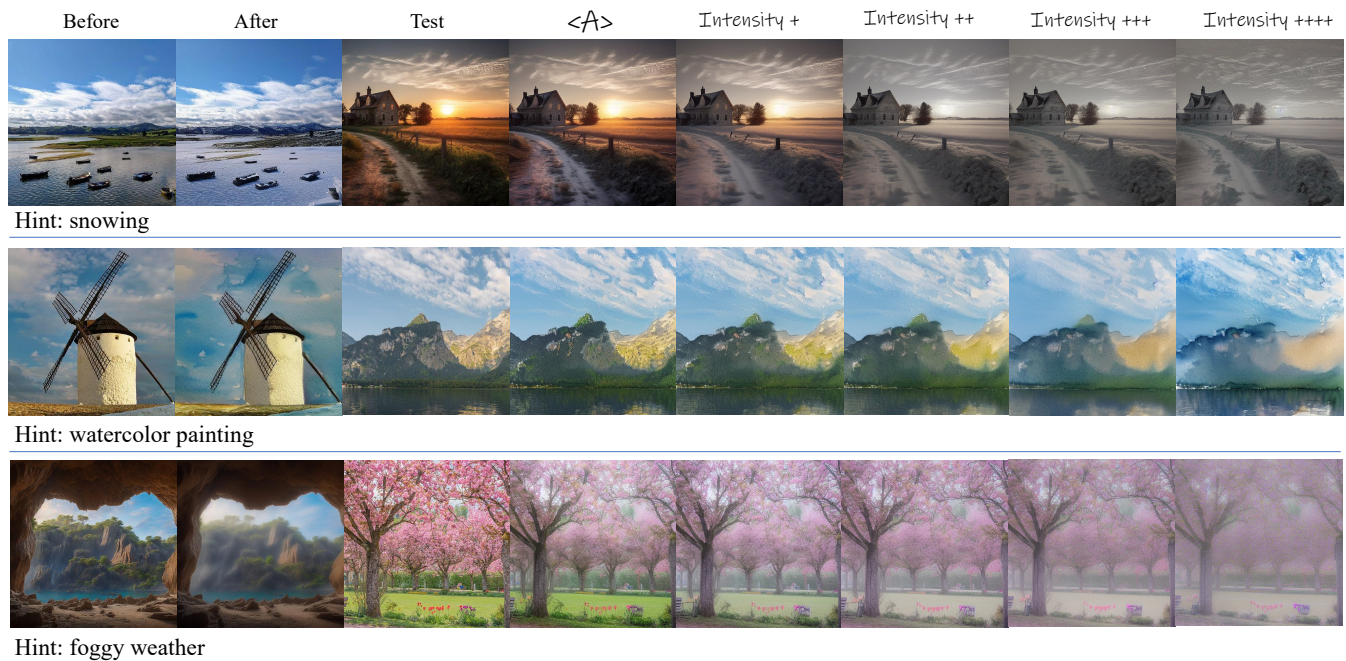 Before After Test <A> Intensity + Intensity ++ Intensity +++ Intensity ++++
Hint: snowing
Hint: watercolor painting
Hint: foggy weather